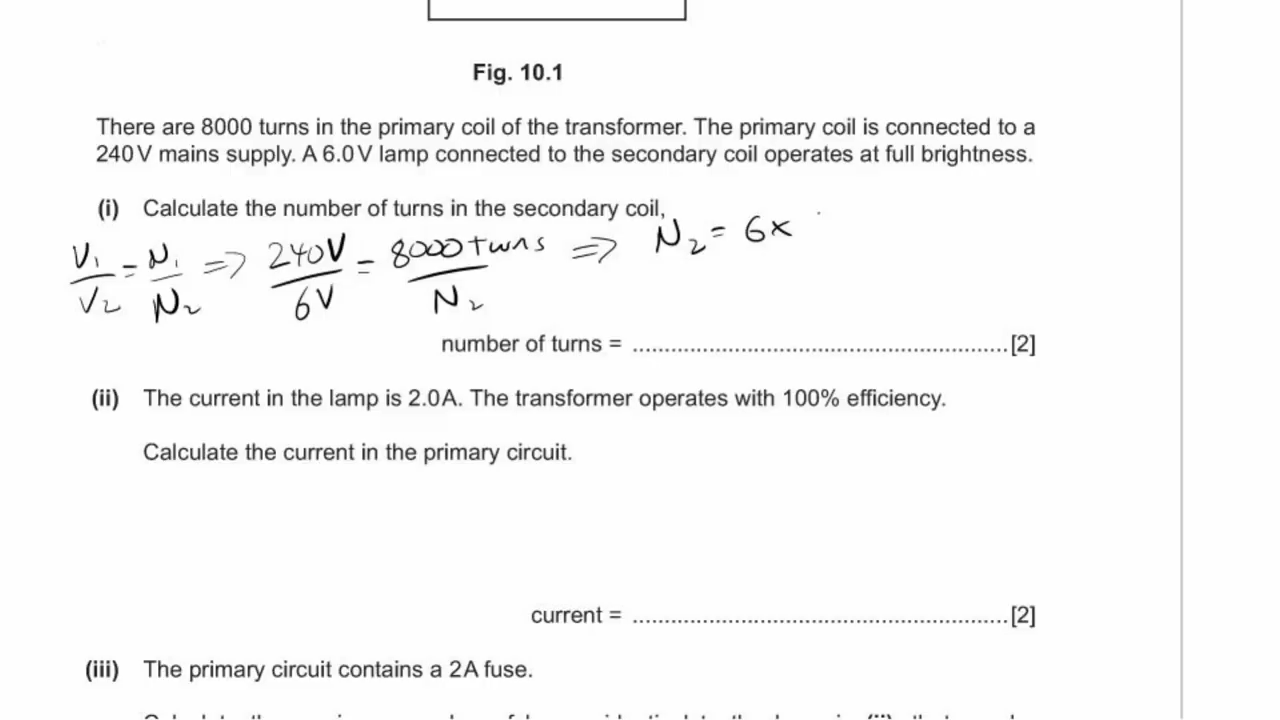 Fig. 10.1
There are 8000 turns in the primary coil of the transformer. The primary coil is connected to a
240 V mains supply. A 6.0 V lamp connected to the secondary coil operates at full brightness.
(i) Calculate the number of turns in the secondary coil,
V₁/V₂ = N₁/N₂ => 240V/6V = 8000 turns/N₂ => N₂ = 6×
number of turns = ............................................................[2]
(ii) The current in the lamp is 2.0 A. The transformer operates with 100% efficiency.
Calculate the current in the primary circuit.
current = ............................................................[2]
(iii) The primary circuit contains a 2 A fuse.